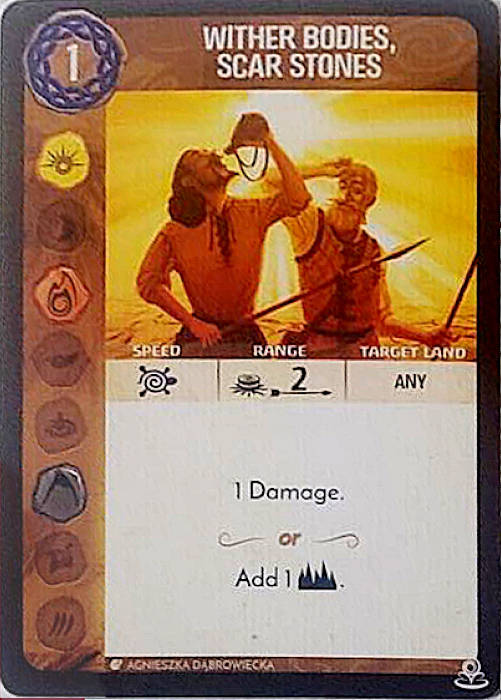 1
WITHER BODIES,
SCAR STONES
SPEED RANGE TARGET LAND
2 ANY
1 Damage.
or
Add 1 .
AGNIESZKA DĄBROWIECKA